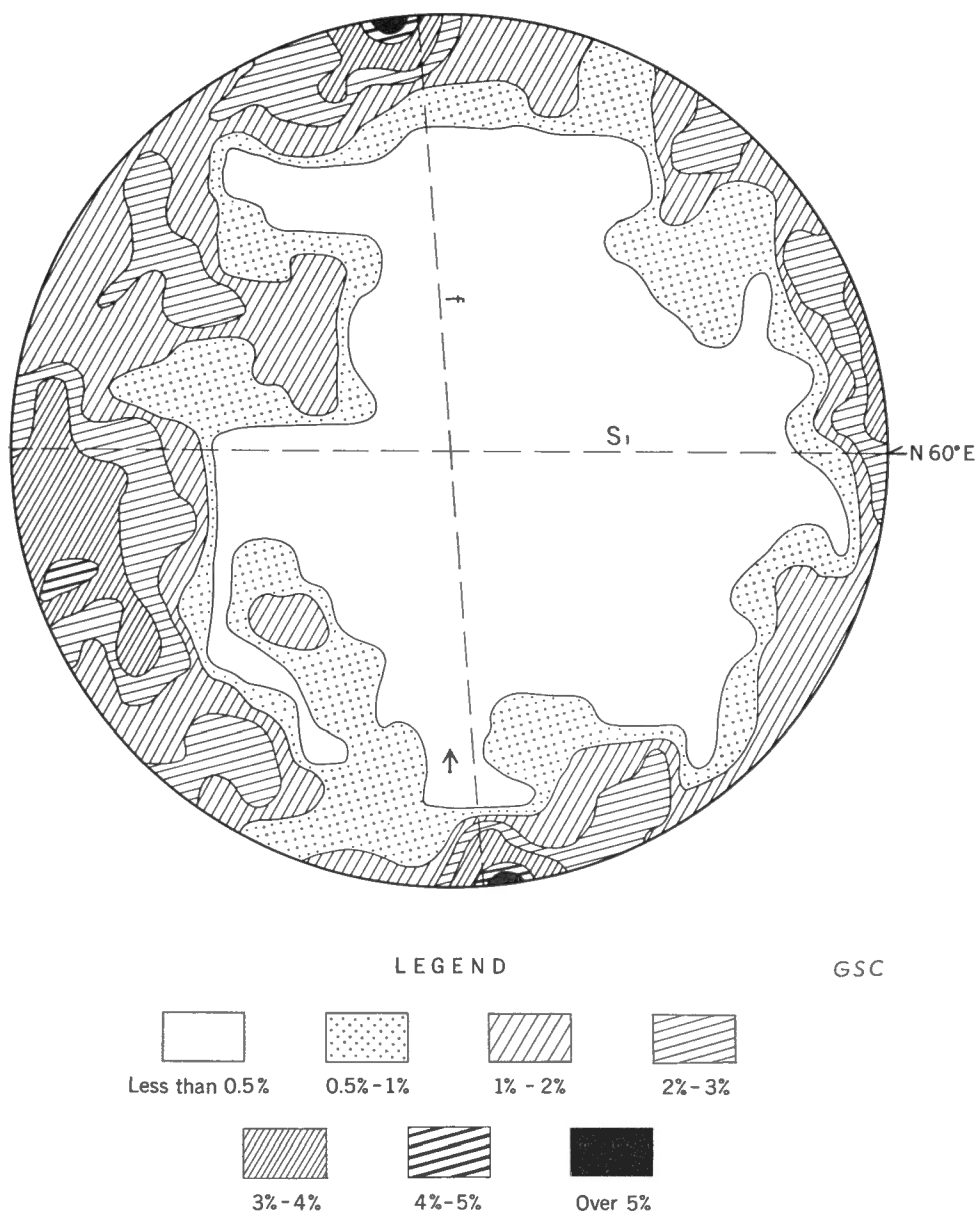 f
S₁
N 60° E
LEGEND
GSC
Less than 0.5% 0.5%-1% 1% - 2% 2%-3%
3%-4% 4%-5% Over 5%